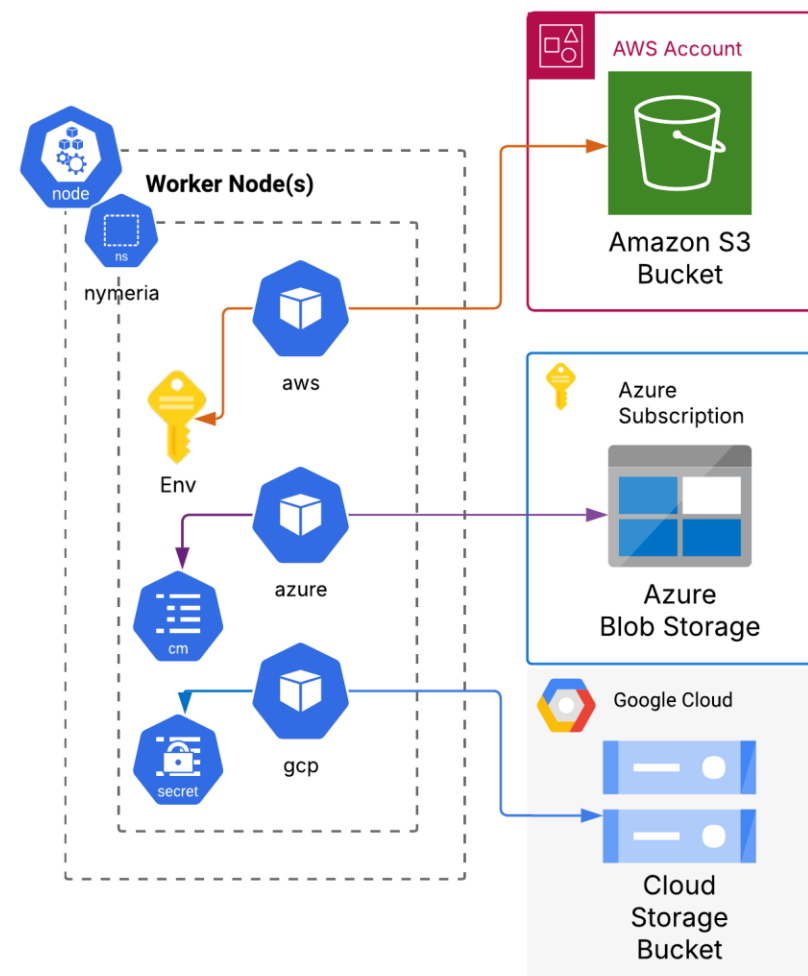 AWS Account
Amazon S3
Bucket
node
Worker Node(s)
ns
nymeria
aws
Env
Azure
Subscription
azure
Azure
Blob Storage
cm
gcp
secret
Google Cloud
Cloud
Storage
Bucket